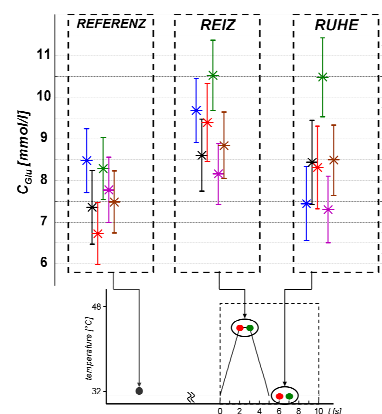 REFERENZ REIZ RUHE
C_Glu [mmol/l]
11
10
9
8
7
6
temperature [°C]
48
32
0 2 4 6 8 10 t [s]